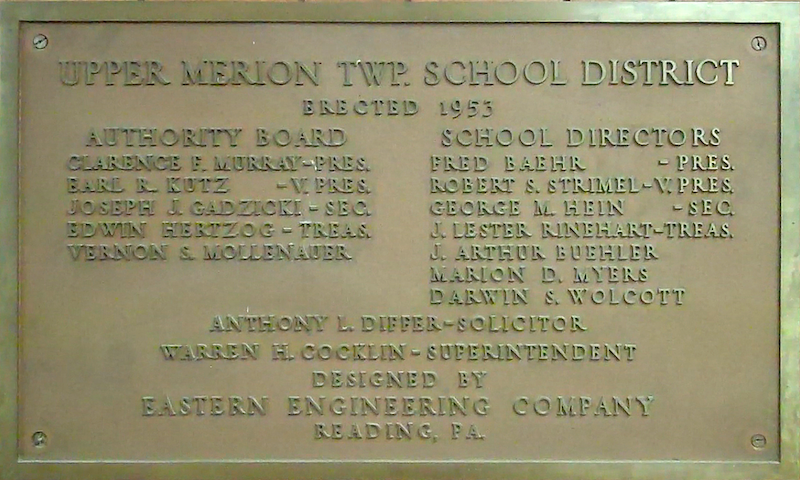 UPPER MERION TWP. SCHOOL DISTRICT
ERECTED 1953
AUTHORITY BOARD
CLARENCE F. MURRAY-PRES.
EARL R. KUTZ - V. PRES.
JOSEPH J. GADZICKI - SEC.
EDWIN HERTZOG - TREAS.
VERNON S. MOLLENAUER
SCHOOL DIRECTORS
FRED BAEHR - PRES.
ROBERT S. STRIMEL-V. PRES.
GEORGE M. HEIN - SEC.
J. LESTER RINEHART-TREAS.
J. ARTHUR BUEHLER
MARION D. MYERS
DARWIN S. WOLCOTT
ANTHONY L. DIFFER-SOLICITOR
WARREN H. COCKLIN-SUPERINTENDENT
DESIGNED BY
EASTERN ENGINEERING COMPANY
READING, PA.